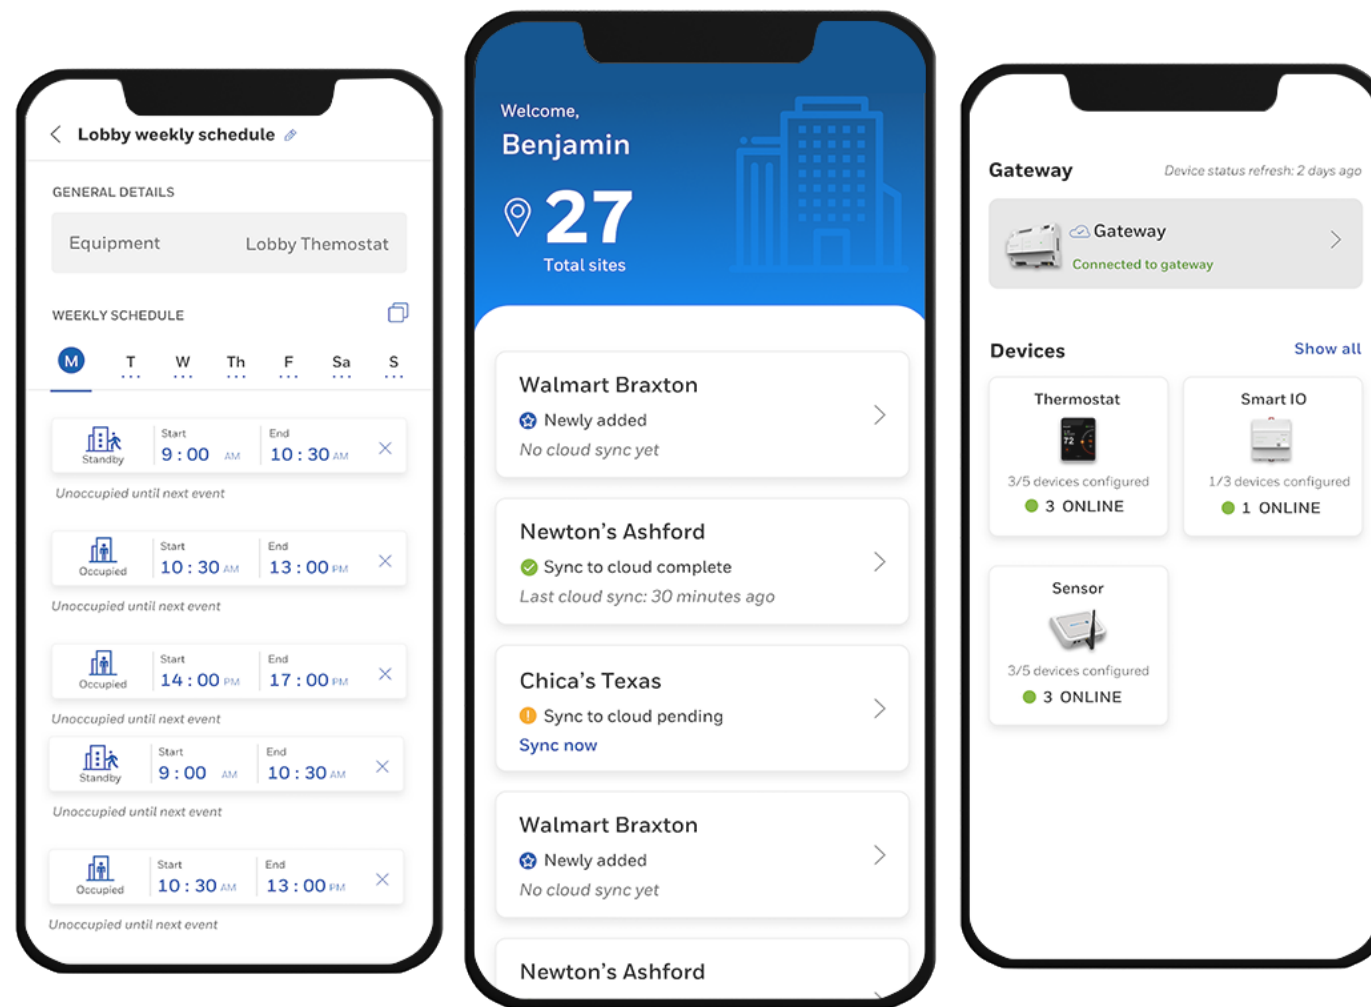 Lobby weekly schedule
GENERAL DETAILS
Equipment Lobby Themostat
WEEKLY SCHEDULE
M T W Th F Sa S
Standby Start 9 : 00 AM End 10 : 30 AM
Unoccupied until next event
Occupied Start 10 : 30 AM End 13 : 00 PM
Unoccupied until next event
Occupied Start 14 : 00 PM End 17 : 00 PM
Unoccupied until next event
Standby Start 9 : 00 AM End 10 : 30 AM
Unoccupied until next event
Occupied Start 10 : 30 AM End 13 : 00 PM
Unoccupied until next event
Welcome,
Benjamin
27
Total sites
Walmart Braxton
Newly added
No cloud sync yet
Newton's Ashford
Sync to cloud complete
Last cloud sync: 30 minutes ago
Chica's Texas
Sync to cloud pending
Sync now
Walmart Braxton
Newly added
No cloud sync yet
Newton's Ashford
Gateway Device status refresh: 2 days ago
Gateway
Connected to gateway
Devices Show all
Thermostat
72
3/5 devices configured
3 ONLINE
Smart IO
1/3 devices configured
1 ONLINE
Sensor
3/5 devices configured
3 ONLINE